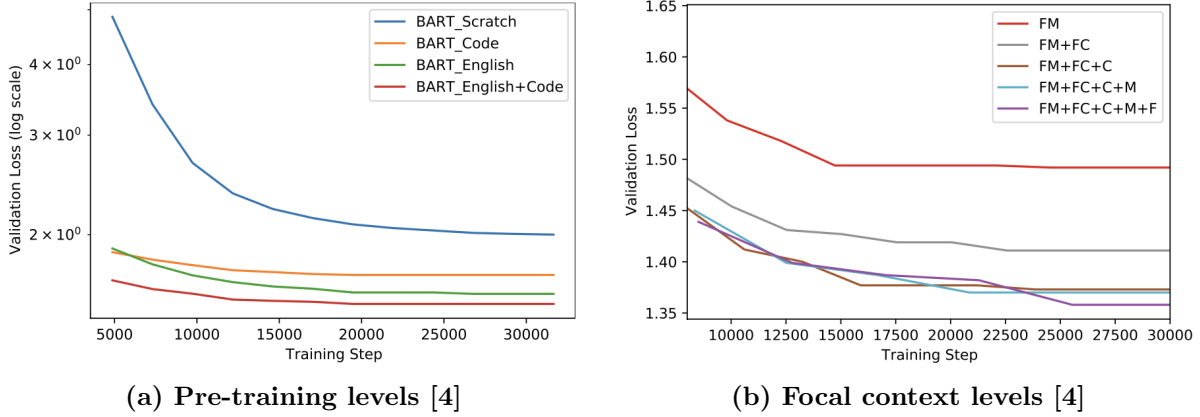 Validation Loss (log scale)
4 × 10⁰
3 × 10⁰
2 × 10⁰
BART_Scratch
BART_Code
BART_English
BART_English+Code
5000 10000 15000 20000 25000 30000
Training Step
(a) Pre-training levels [4]
Validation Loss
1.65
1.60
1.55
1.50
1.45
1.40
1.35
FM
FM+FC
FM+FC+C
FM+FC+C+M
FM+FC+C+M+F
10000 12500 15000 17500 20000 22500 25000 27500 30000
Training Step
(b) Focal context levels [4]